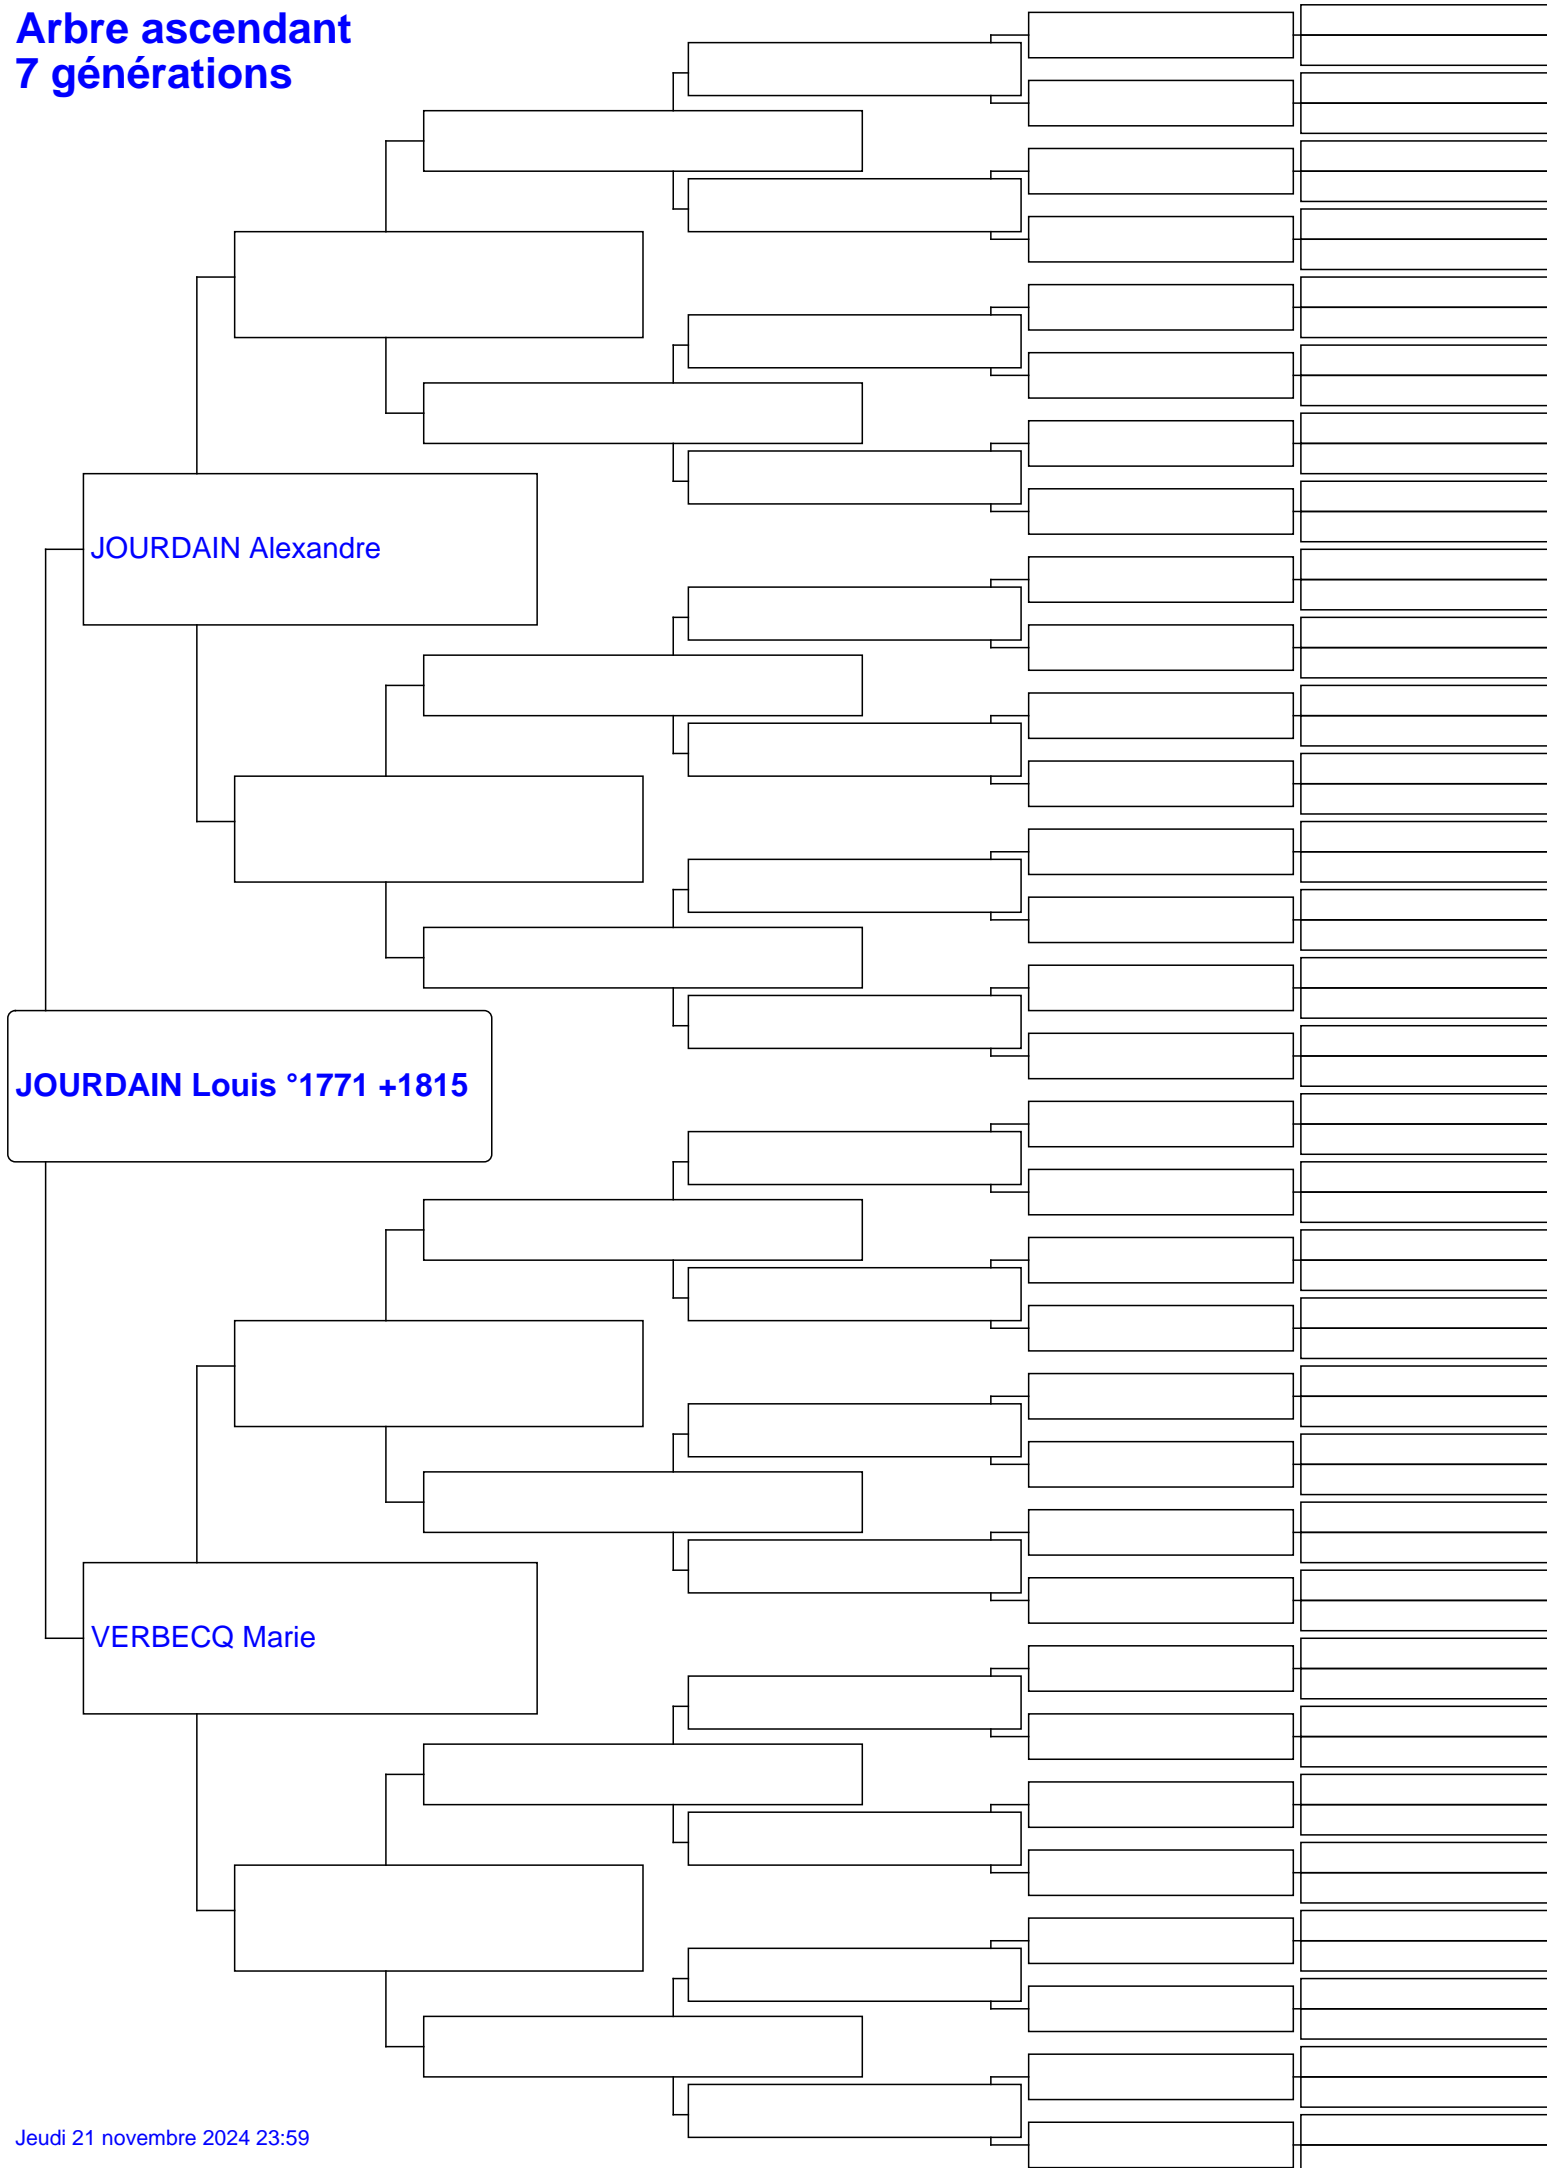 Arbre ascendant
7 générations
JOURDAIN Alexandre
JOURDAIN Louis °1771 +1815
VERBECQ Marie
Jeudi 21 novembre 2024 23:59